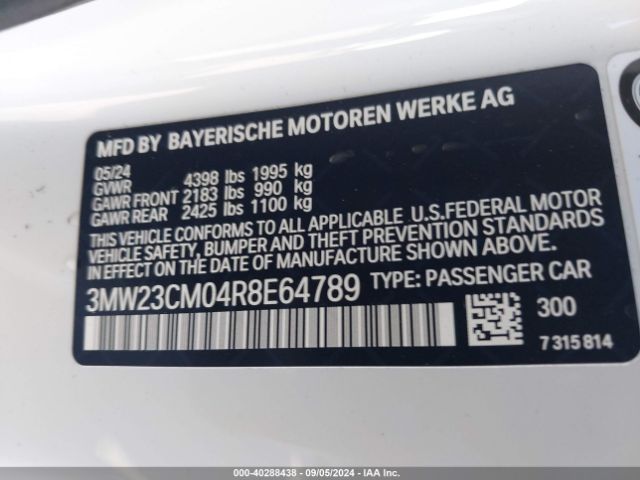 MFD BY BAYERISCHE MOTOREN WERKE AG
05/24
GVWR 4398 lbs 1995 kg
GAWR FRONT 2183 lbs 990 kg
GAWR REAR 2425 lbs 1100 kg
THIS VEHICLE CONFORMS TO ALL APPLICABLE U.S.FEDERAL MOTOR
VEHICLE SAFETY, BUMPER AND THEFT PREVENTION STANDARDS
IN EFFECT ON THE DATE OF MANUFACTURE SHOWN ABOVE.
3MW23CM04R8E64789 TYPE: PASSENGER CAR
300
7 315 814
000-40288438 - 09/05/2024 - IAA Inc.